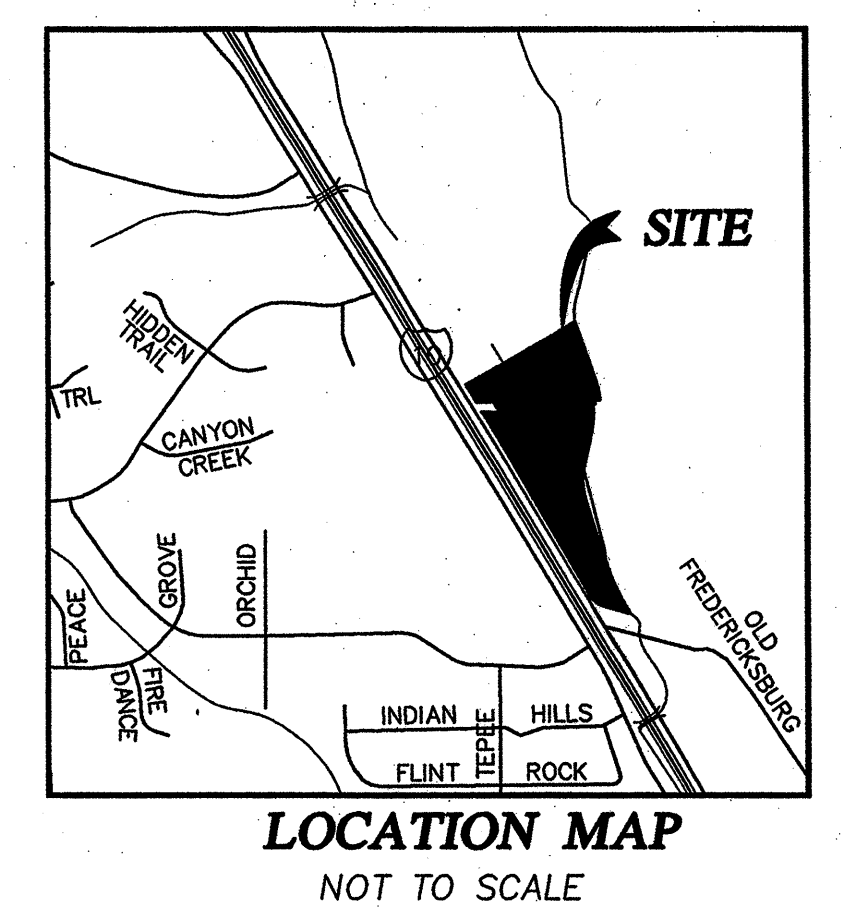 SITE
10
HIDDEN
TRAIL
TRL
CANYON
CREEK
GROVE
ORCHID
PEACE
FIRE
DANCE
OLD
FREDERICKSBURG
INDIAN HILLS
TEPEE
FLINT ROCK
LOCATION MAP
NOT TO SCALE